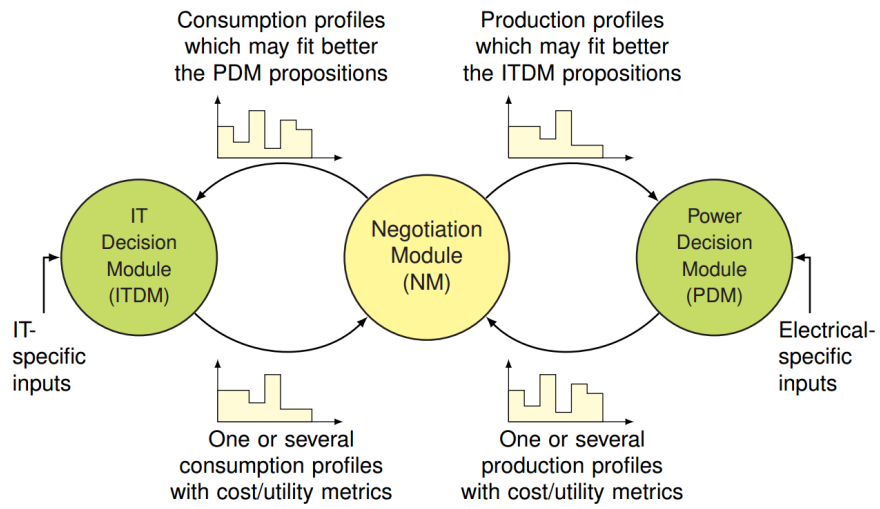 Consumption profiles
which may fit better
the PDM propositions
Production profiles
which may fit better
the ITDM propositions
IT
Decision
Module
(ITDM)
Negotiation
Module
(NM)
Power
Decision
Module
(PDM)
IT-
specific
inputs
Electrical-
specific
inputs
One or several
consumption profiles
with cost/utility metrics
One or several
production profiles
with cost/utility metrics